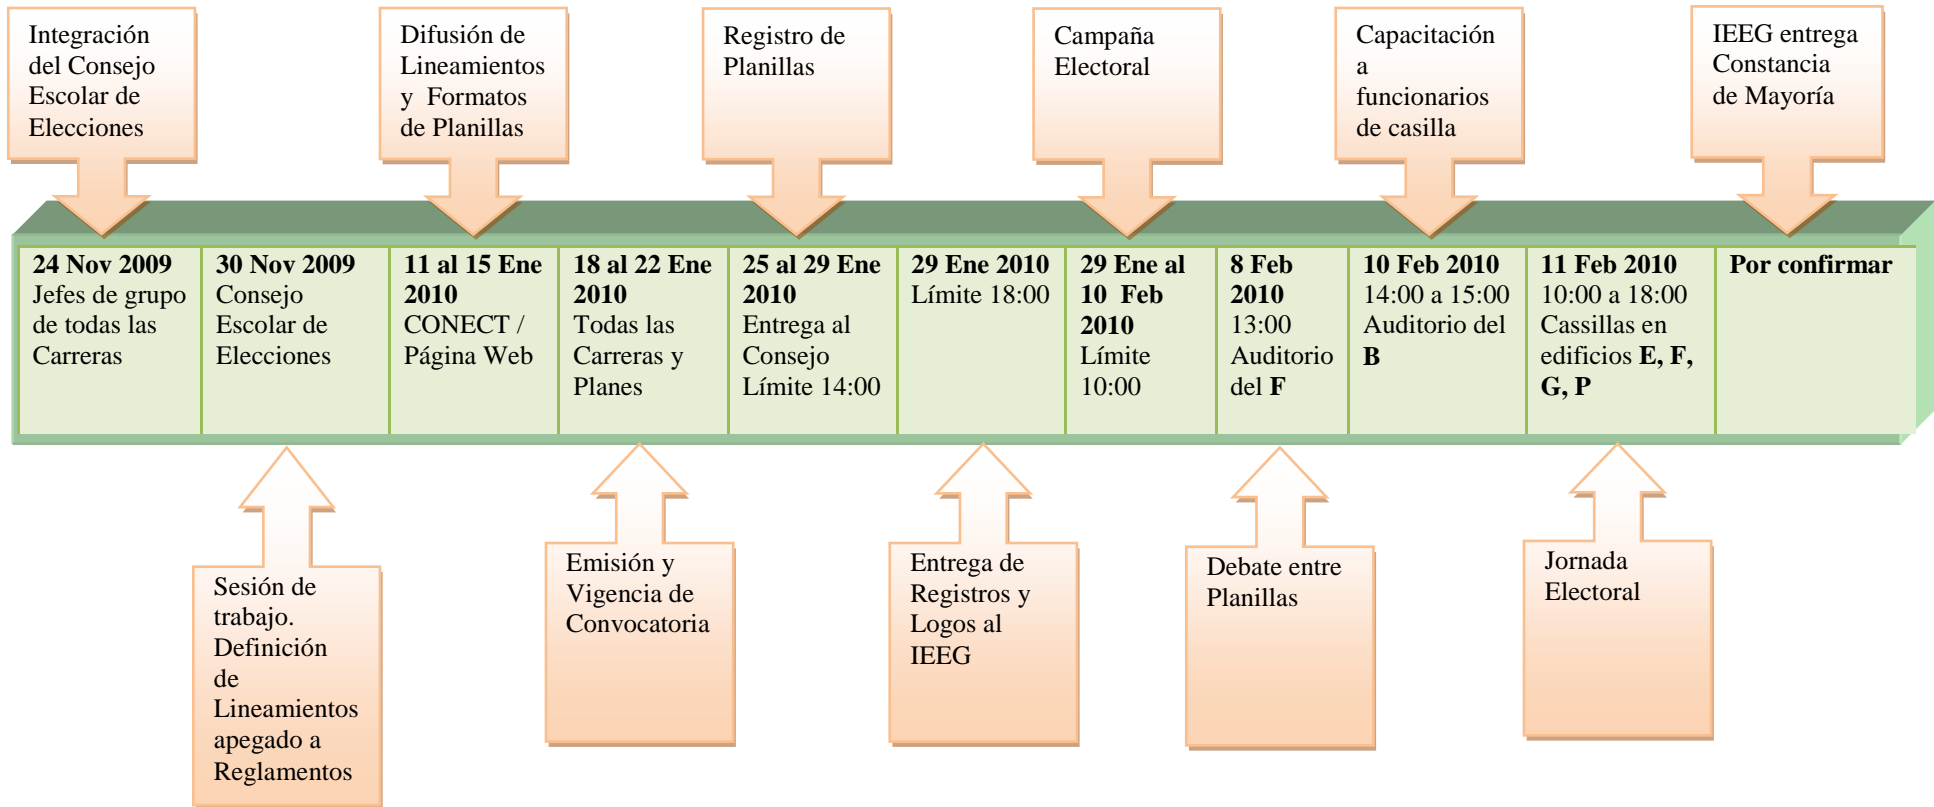 Integración
del Consejo
Escolar de
Elecciones
Difusión de
Lineamientos
y Formatos
de Planillas
Registro de
Planillas
Campaña
Electoral
Capacitación
a
funcionarios
de casilla
IEEG entrega
Constancia
de Mayoría
24 Nov 2009
Jefes de grupo
de todas las
Carreras
30 Nov 2009
Consejo
Escolar de
Elecciones
11 al 15 Ene
2010
CONECT /
Página Web
18 al 22 Ene
2010
Todas las
Carreras y
Planes
25 al 29 Ene
2010
Entrega al
Consejo
Límite 14:00
29 Ene 2010
Límite 18:00
29 Ene al
10 Feb
2010
Límite
10:00
8 Feb
2010
13:00
Auditorio
del F
10 Feb 2010
14:00 a 15:00
Auditorio del
B
11 Feb 2010
10:00 a 18:00
Cassillas en
edificios E, F,
G, P
Por confirmar
Sesión de
trabajo.
Definición
de
Lineamientos
apegado a
Reglamentos
Emisión y
Vigencia de
Convocatoria
Entrega de
Registros y
Logos al
IEEG
Debate entre
Planillas
Jornada
Electoral